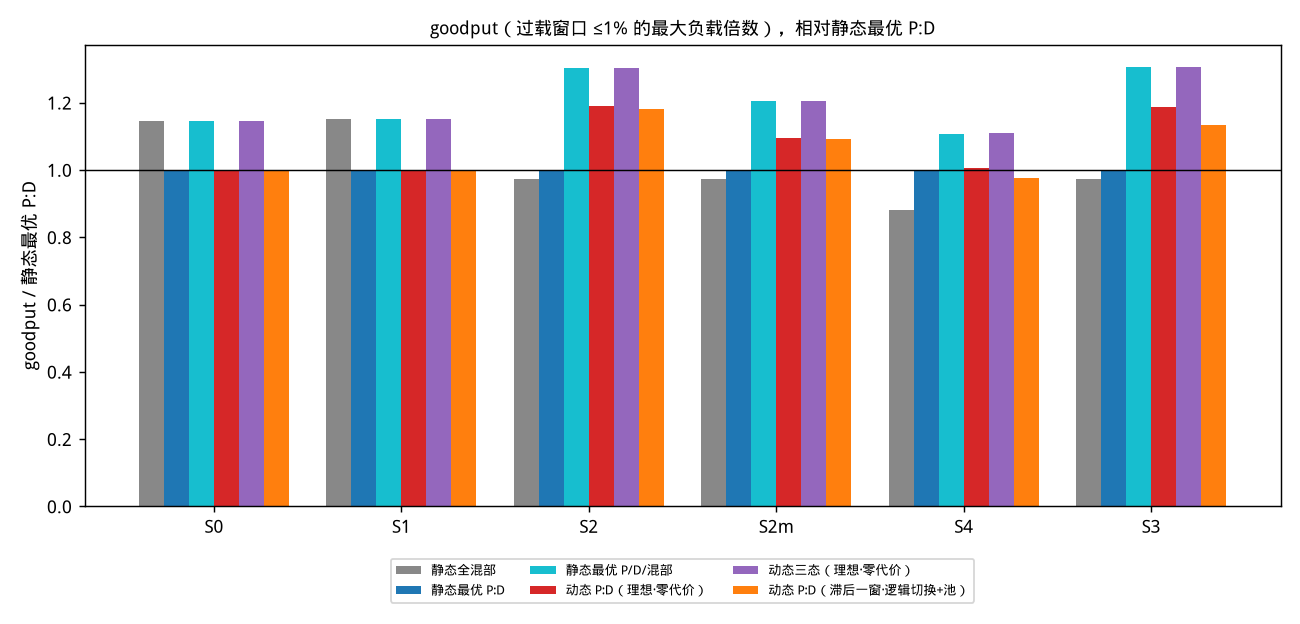 goodput（过载窗口 ≤1% 的最大负载倍数），相对静态最优 P:D
goodput / 静态最优 P:D
1.2
1.0
0.8
0.6
0.4
0.2
0.0
S0 S1 S2 S2m S4 S3
静态全混部 静态最优 P/D/混部 动态三态（理想·零代价）
静态最优 P:D 动态 P:D（理想·零代价） 动态 P:D（滞后一窗·逻辑切换+池）